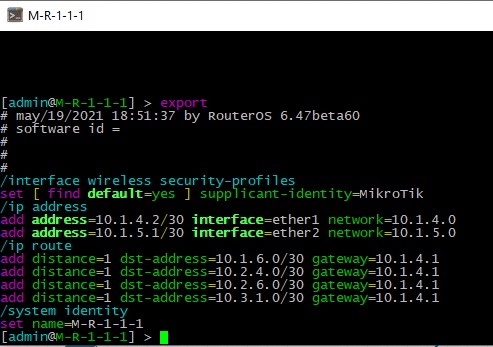 M-R-1-1-1
[admin@M-R-1-1-1] > export
# may/19/2021 18:51:37 by RouterOS 6.47beta60
# software id =
#
#
#
/interface wireless security-profiles
set [ find default=yes ] supplicant-identity=MikroTik
/ip address
add address=10.1.4.2/30 interface=ether1 network=10.1.4.0
add address=10.1.5.1/30 interface=ether2 network=10.1.5.0
/ip route
add distance=1 dst-address=10.1.6.0/30 gateway=10.1.4.1
add distance=1 dst-address=10.2.4.0/30 gateway=10.1.4.1
add distance=1 dst-address=10.2.6.0/30 gateway=10.1.4.1
add distance=1 dst-address=10.3.1.0/30 gateway=10.1.4.1
/system identity
set name=M-R-1-1-1
[admin@M-R-1-1-1] >